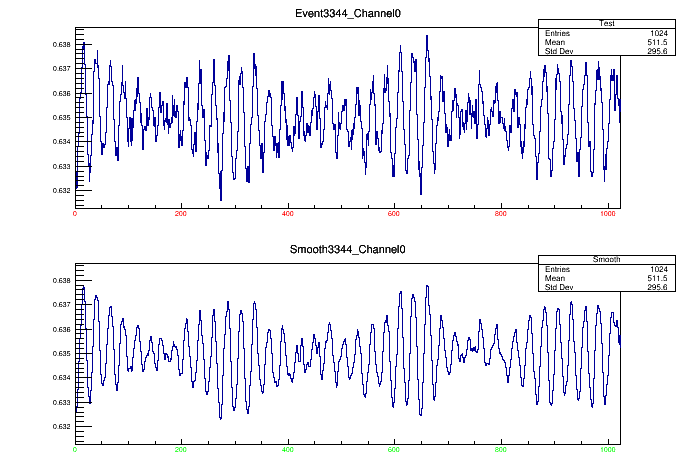 Event3344_Channel0
Test
Entries 1024
Mean 511.5
Std Dev 295.6
0.638
0.637
0.636
0.635
0.634
0.633
0.632
0 200 400 600 800 1000
Smooth3344_Channel0
Smooth
Entries 1024
Mean 511.5
Std Dev 295.6
0.638
0.637
0.636
0.635
0.634
0.633
0.632
0 200 400 600 800 1000